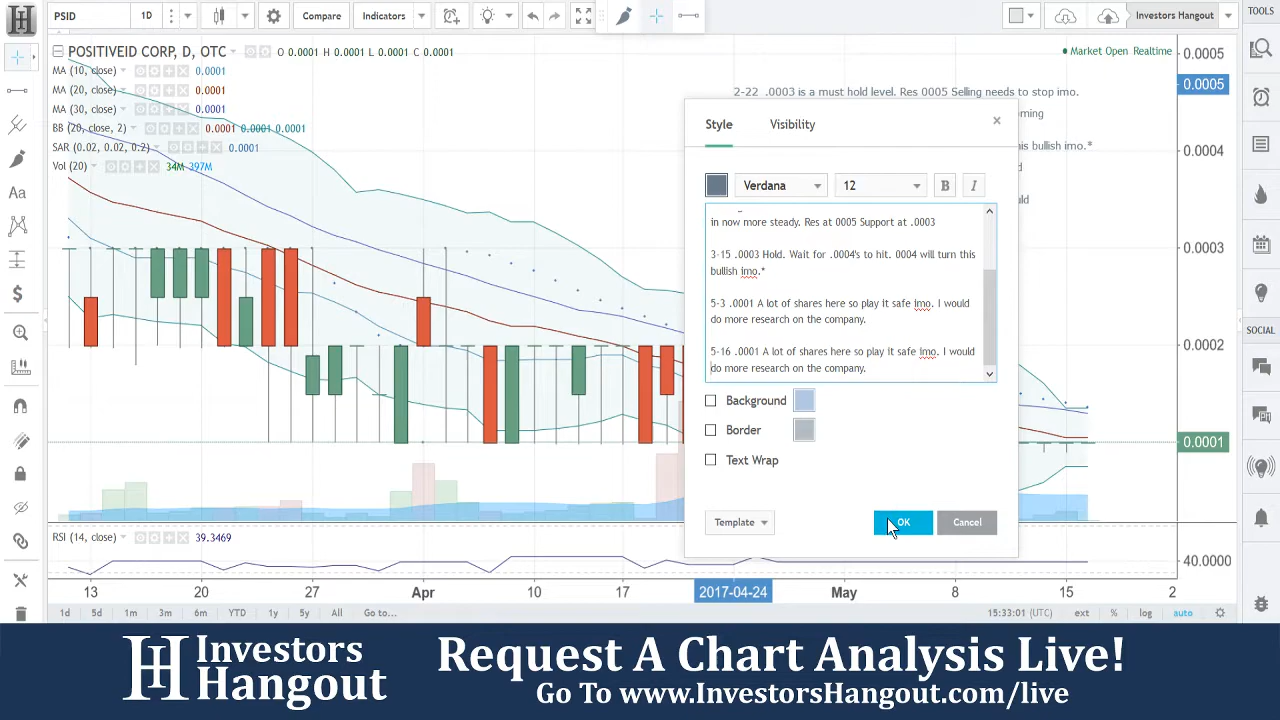 PSID
1D
Compare
Indicators
Investors Hangout
TOOLS
POSITIVEID CORP, D, OTC
O 0.0001 H 0.0001 L 0.0001 C 0.0001
Market Open Realtime
MA (10, close) 0.0001
MA (20, close) 0.0001
MA (30, close) 0.0001
BB (20, close, 2) 0.0001 0.0001 0.0001
SAR (0.02, 0.02, 0.2) 0.0001
Vol (20) 34M 397M
2-22 .0003 is a must hold level. Res 0005 Selling needs to stop imo.
oming
his bullish imo.*
uld
Style
Visibility
×
Verdana
12
B
I
in now more steady. Res at 0005 Support at .0003
3-15 .0003 Hold. Wait for .0004's to hit. 0004 will turn this
bullish imo.*
5-3 .0001 A lot of shares here so play it safe imo. I would
do more research on the company.
5-16 .0001 A lot of shares here so play it safe imo. I would
do more research on the company.
Background
Border
Text Wrap
Template
OK
Cancel
0.0005
0.0005
0.0004
0.0003
0.0002
0.0001
40.0000
SOCIAL
RSI (14, close) 39.3469
13
20
27
Apr
10
17
2017-04-24
May
8
15
2
1d
5d
1m
3m
6m
YTD
1y
5y
All
Go to...
15:33:01 (UTC)
ext
%
log
auto
Investors
Hangout
Request A Chart Analysis Live!
Go To www.InvestorsHangout.com/live